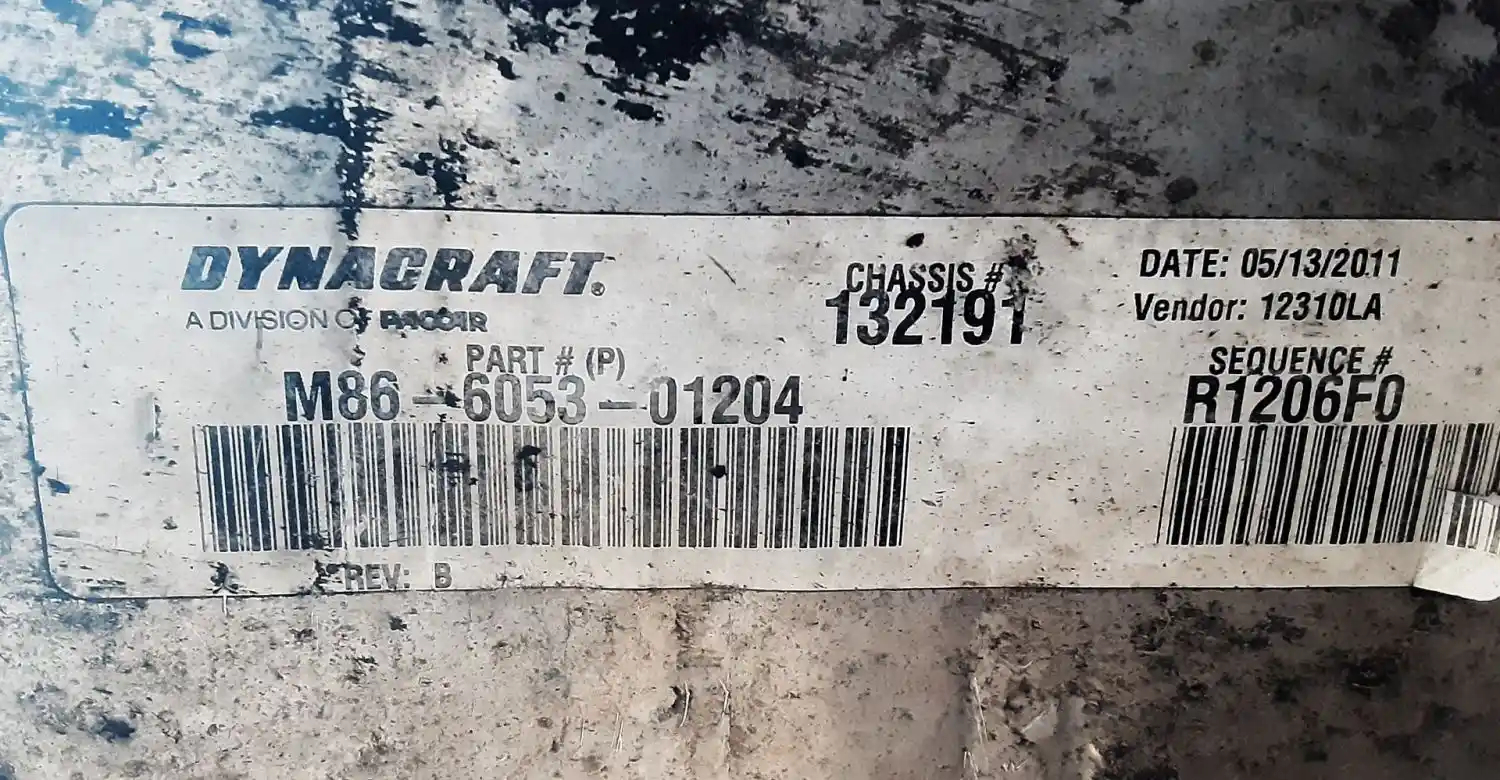 DYNACRAFT®
A DIVISION OF PACCAR
PART # (P)
M86-6053-01204
REV: B
CHASSIS #
132191
DATE: 05/13/2011
Vendor: 12310LA
SEQUENCE #
R1206F0